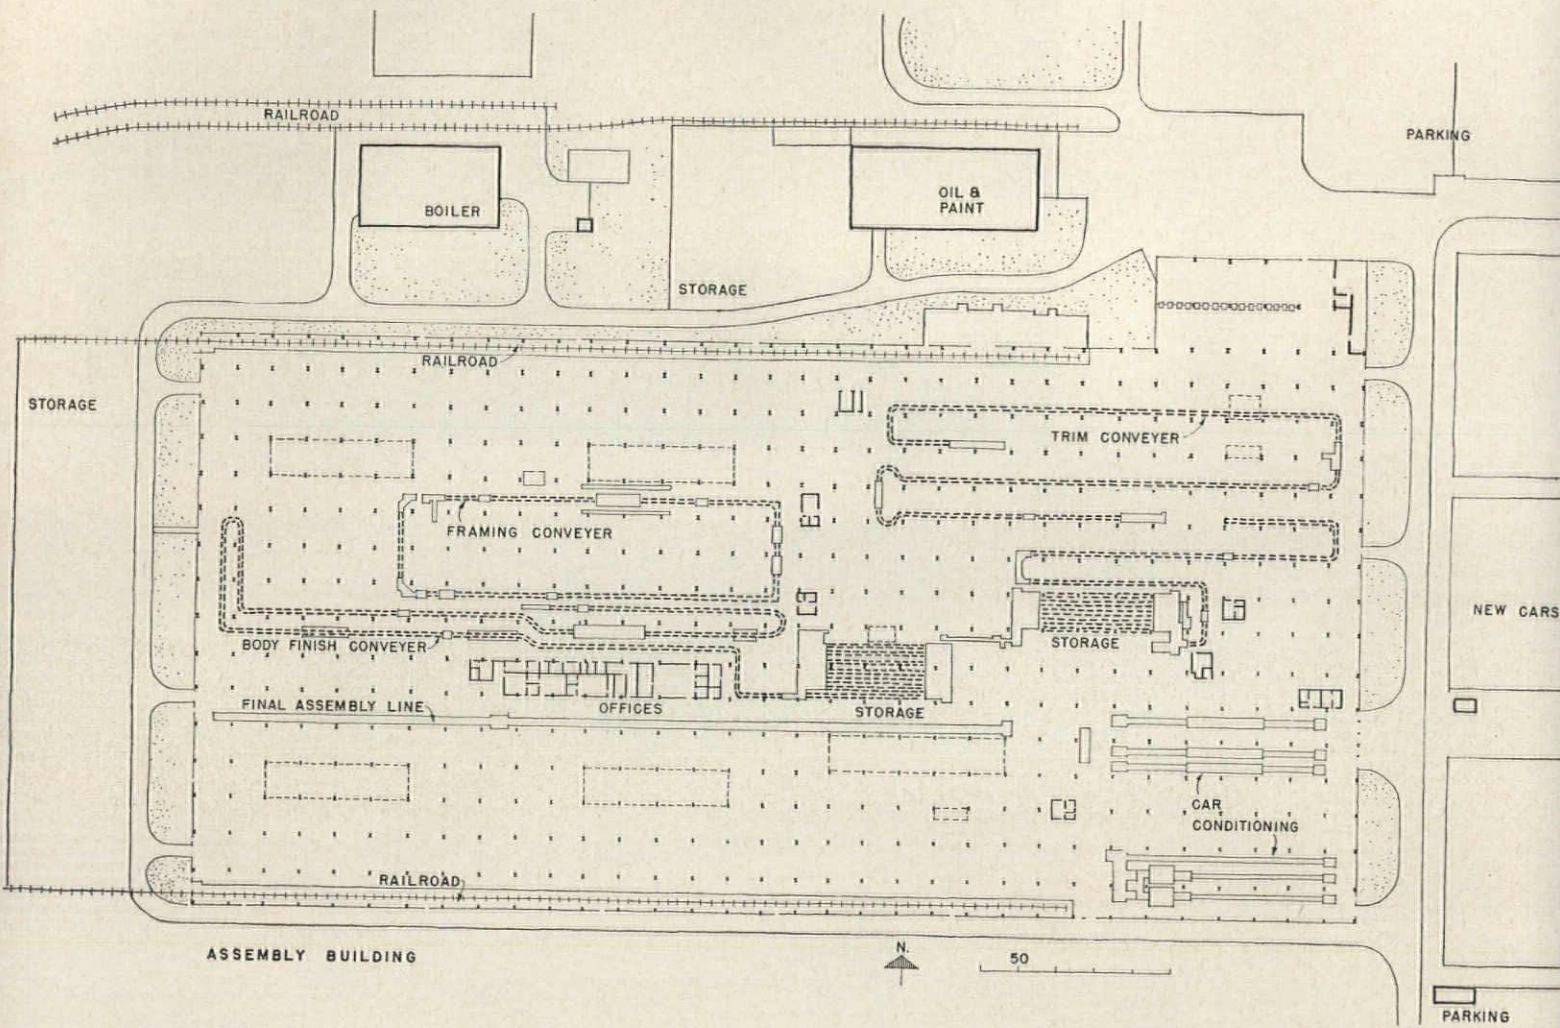 RAILROAD
PARKING
BOILER
OIL &
PAINT
STORAGE
RAILROAD
STORAGE
TRIM CONVEYER
FRAMING CONVEYER
NEW CARS
BODY FINISH CONVEYER
STORAGE
FINAL ASSEMBLY LINE
OFFICES
STORAGE
CAR
CONDITIONING
RAILROAD
ASSEMBLY BUILDING
N.
50
PARKING